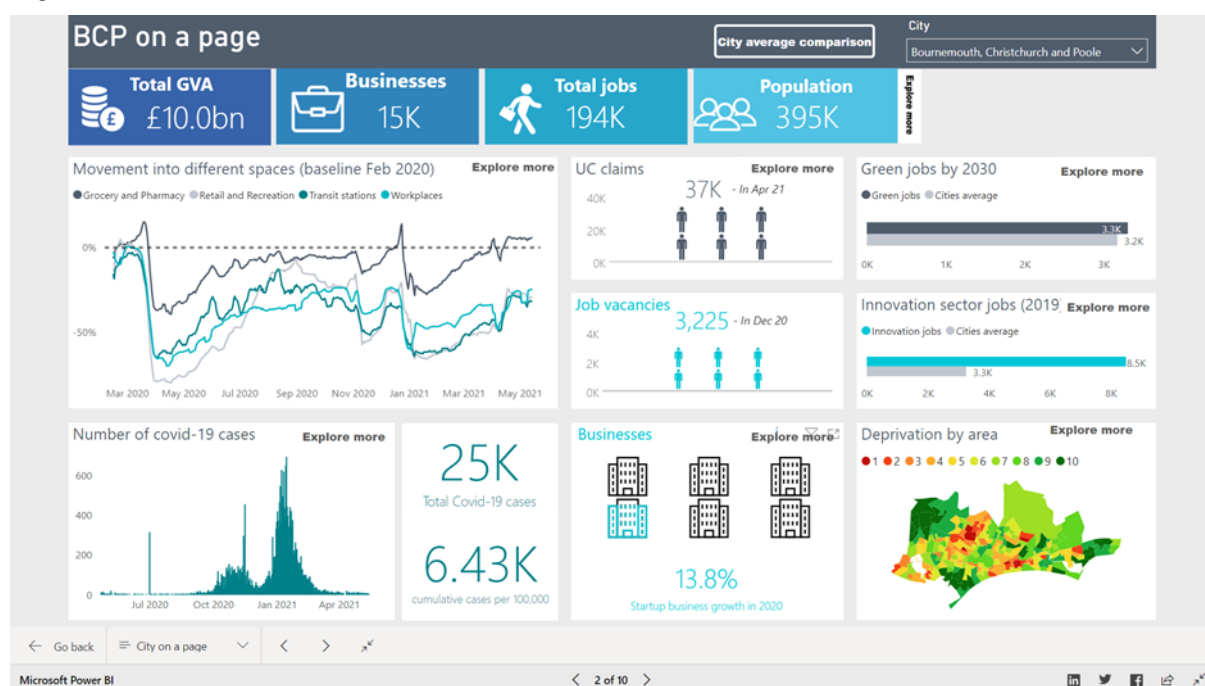 BCP on a page
City average comparison
City
Bournemouth, Christchurch and Poole
Total GVA
£10.0bn
Businesses
15K
Total jobs
194K
Population
395K
Explore more
Movement into different spaces (baseline Feb 2020)
Explore more
Grocery and Pharmacy Retail and Recreation Transit stations Workplaces
0%
-50%
Mar 2020 May 2020 Jul 2020 Sep 2020 Nov 2020 Jan 2021 Mar 2021 May 2021
UC claims
Explore more
37K - In Apr 21
40K
20K
0K
Green jobs by 2030
Explore more
Green jobs Cities average
3.3K
3.2K
0K 1K 2K 3K
Job vacancies
3,225 - In Dec 20
4K
2K
0K
Innovation sector jobs (2019)
Explore more
Innovation jobs Cities average
8.5K
3.3K
0K 2K 4K 6K 8K
Number of covid-19 cases
Explore more
600
400
200
0
Jul 2020 Oct 2020 Jan 2021 Apr 2021
25K
Total Covid-19 cases
6.43K
cumulative cases per 100,000
Businesses
Explore more
13.8%
Startup business growth in 2020
Deprivation by area
Explore more
1 2 3 4 5 6 7 8 9 10
Go back
City on a page
Microsoft Power BI
2 of 10